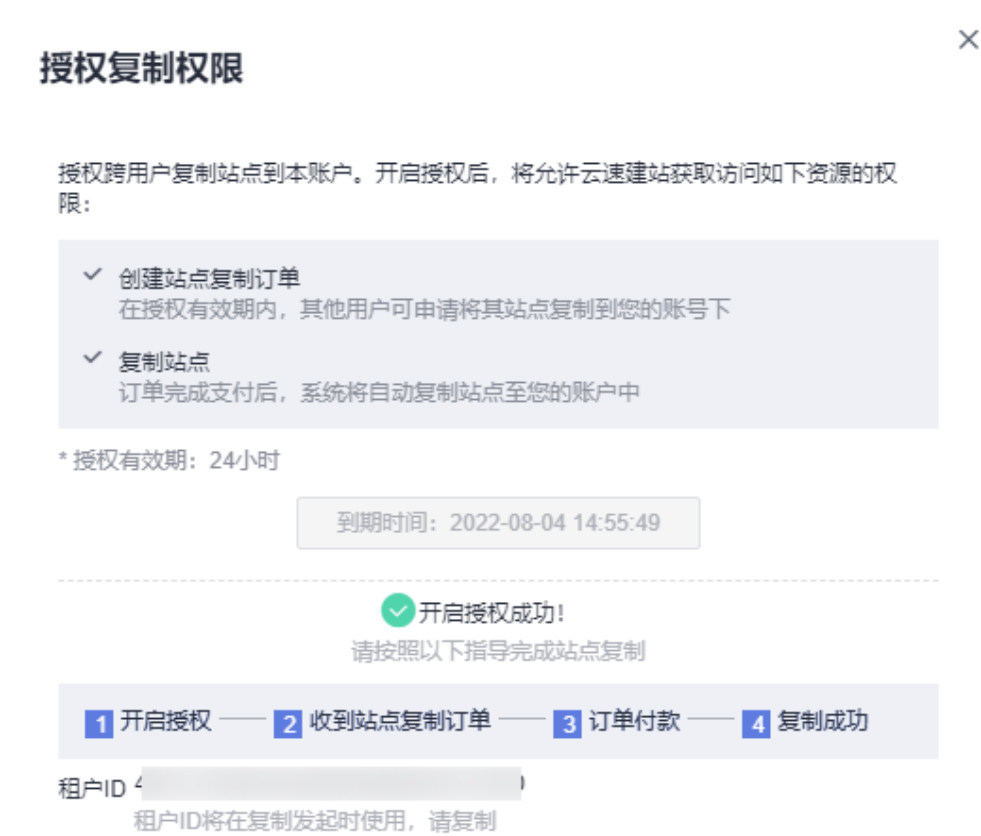 授权复制权限
授权跨用户复制站点到本账户。开启授权后，将允许云速建站获取访问如下资源的权
限：
创建站点复制订单
在授权有效期内，其他用户可申请将其站点复制到您的账号下
复制站点
订单完成支付后，系统将自动复制站点至您的账户中
* 授权有效期：24小时
到期时间：2022-08-04 14:55:49
开启授权成功！
请按照以下指导完成站点复制
1 开启授权 2 收到站点复制订单 3 订单付款 4 复制成功
租户ID
租户ID将在复制发起时使用，请复制